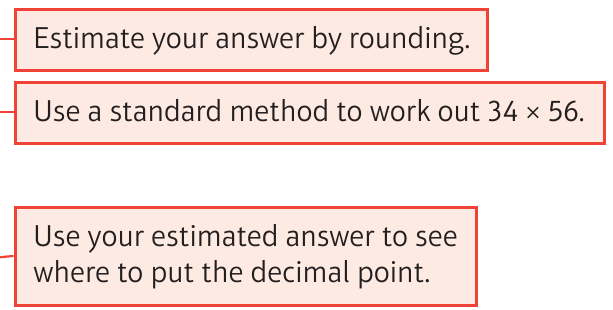 Estimate your answer by rounding.
Use a standard method to work out 34 × 56.
Use your estimated answer to see
where to put the decimal point.